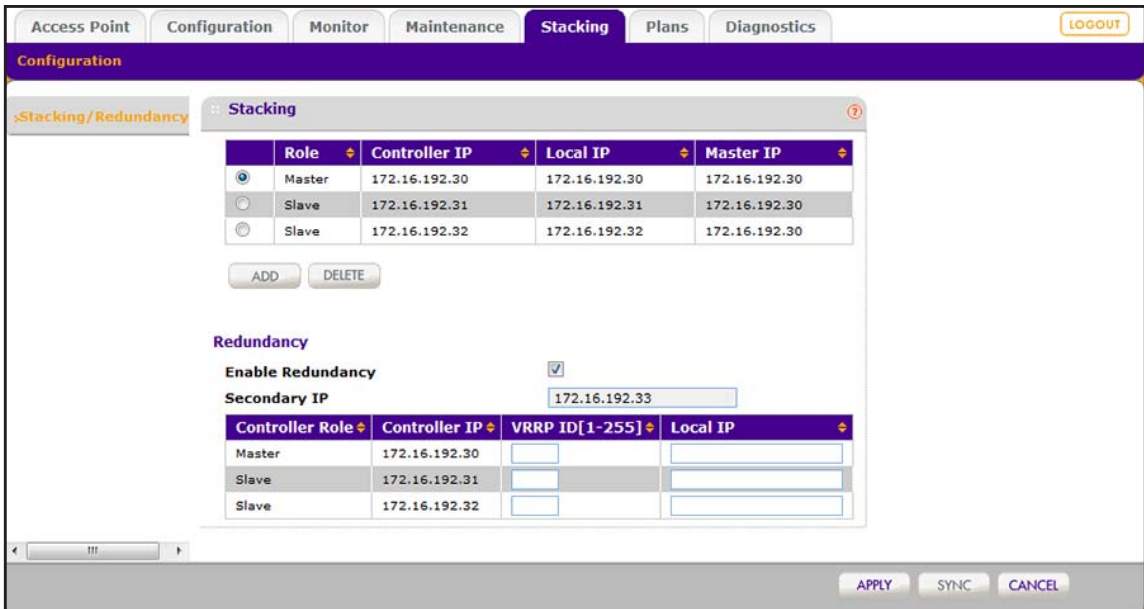 Access Point Configuration Monitor Maintenance Stacking Plans Diagnostics LOGOUT
Configuration
Stacking/Redundancy
Stacking
Role Controller IP Local IP Master IP
Master 172.16.192.30 172.16.192.30 172.16.192.30
Slave 172.16.192.31 172.16.192.31 172.16.192.30
Slave 172.16.192.32 172.16.192.32 172.16.192.30
ADD DELETE
Redundancy
Enable Redundancy
Secondary IP 172.16.192.33
Controller Role Controller IP VRRP ID[1-255] Local IP
Master 172.16.192.30
Slave 172.16.192.31
Slave 172.16.192.32
APPLY SYNC CANCEL